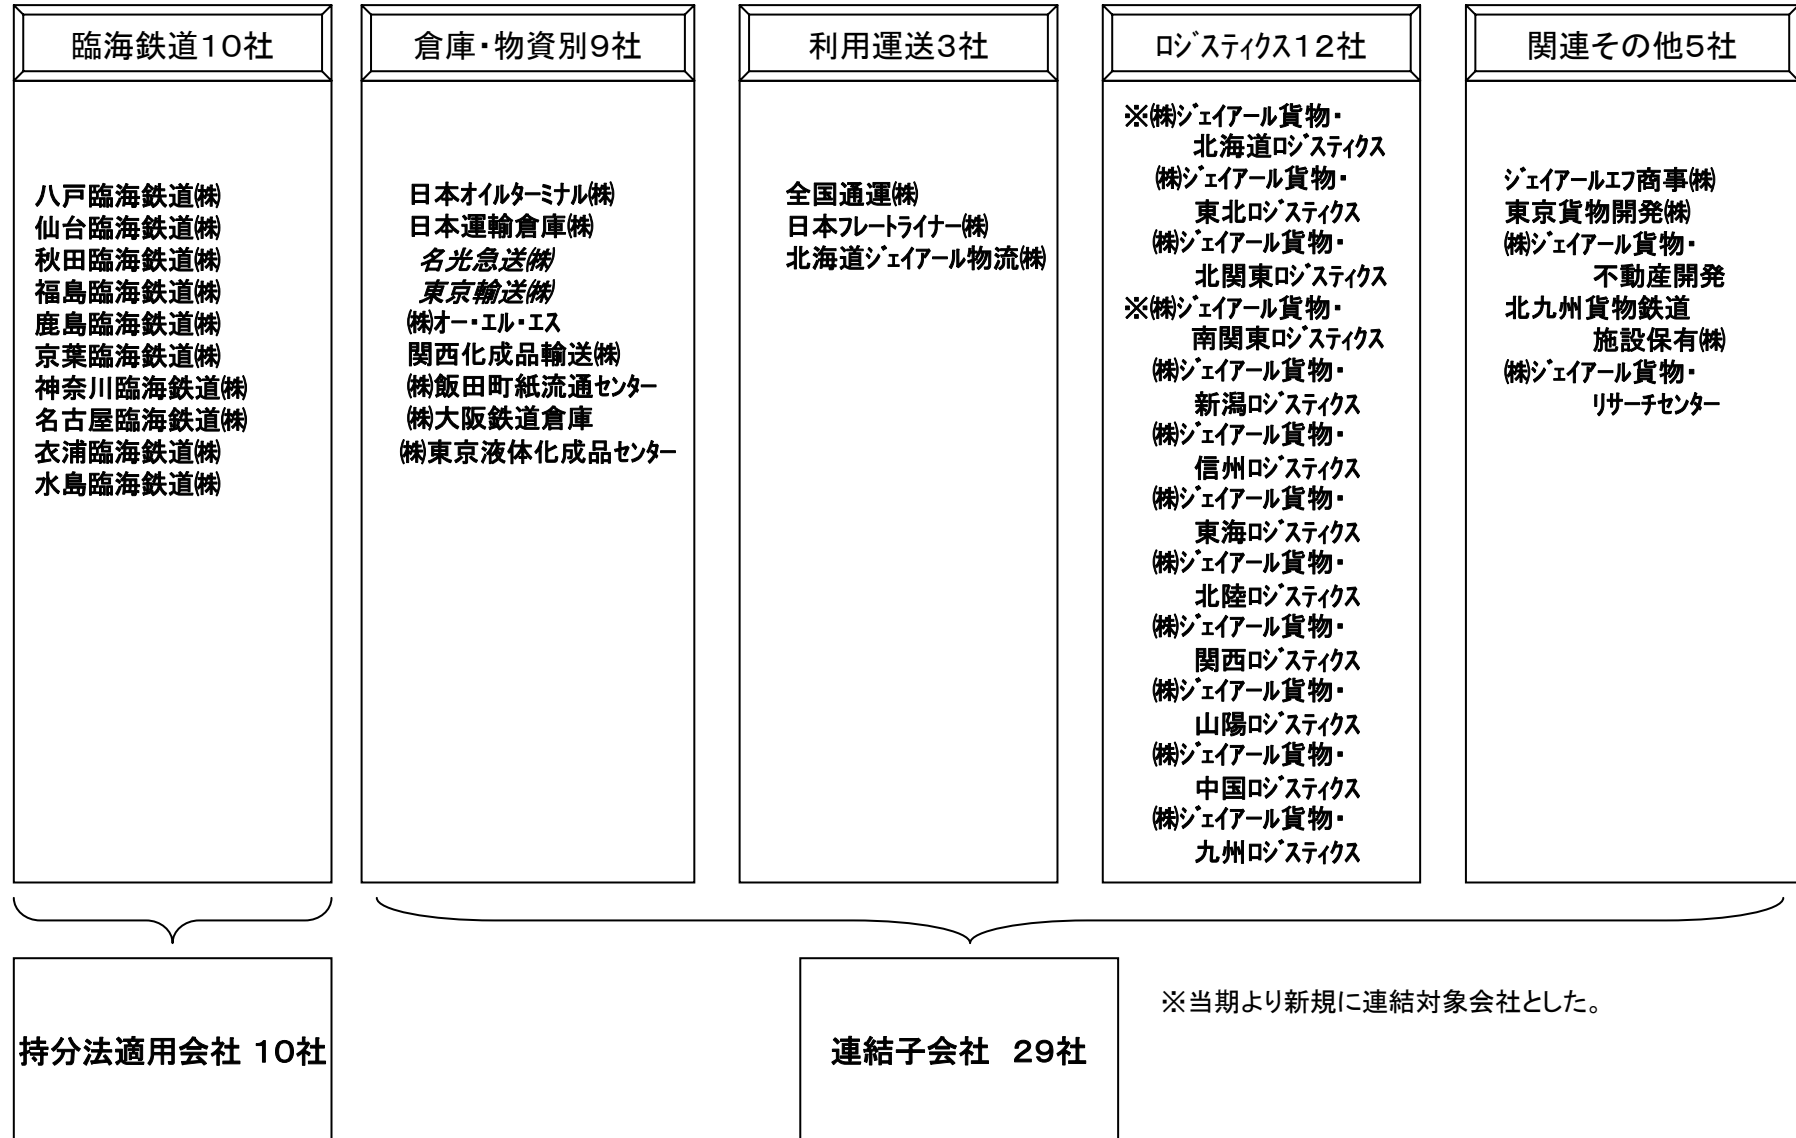 臨海鉄道10社
八戸臨海鉄道㈱
仙台臨海鉄道㈱
秋田臨海鉄道㈱
福島臨海鉄道㈱
鹿島臨海鉄道㈱
京葉臨海鉄道㈱
神奈川臨海鉄道㈱
名古屋臨海鉄道㈱
衣浦臨海鉄道㈱
水島臨海鉄道㈱
倉庫・物資別9社
日本オイルターミナル㈱
日本運輸倉庫㈱
名光急送㈱
東京輸送㈱
㈱オー・エル・エス
関西化成品輸送㈱
㈱飯田町紙流通センター
㈱大阪鉄道倉庫
㈱東京液体化成品センター
利用運送3社
全国通運㈱
日本フレートライナー㈱
北海道ジェイアール物流㈱
ロジスティクス12社
※㈱ジェイアール貨物・
北海道ロジスティクス
㈱ジェイアール貨物・
東北ロジスティクス
㈱ジェイアール貨物・
北関東ロジスティクス
※㈱ジェイアール貨物・
南関東ロジスティクス
㈱ジェイアール貨物・
新潟ロジスティクス
㈱ジェイアール貨物・
信州ロジスティクス
㈱ジェイアール貨物・
東海ロジスティクス
㈱ジェイアール貨物・
北陸ロジスティクス
㈱ジェイアール貨物・
関西ロジスティクス
㈱ジェイアール貨物・
山陽ロジスティクス
㈱ジェイアール貨物・
中国ロジスティクス
㈱ジェイアール貨物・
九州ロジスティクス
関連その他5社
ジェイアールエフ商事㈱
東京貨物開発㈱
㈱ジェイアール貨物・
不動産開発
北九州貨物鉄道
施設保有㈱
㈱ジェイアール貨物・
リサーチセンター
持分法適用会社 10社
連結子会社 29社
※当期より新規に連結対象会社とした。